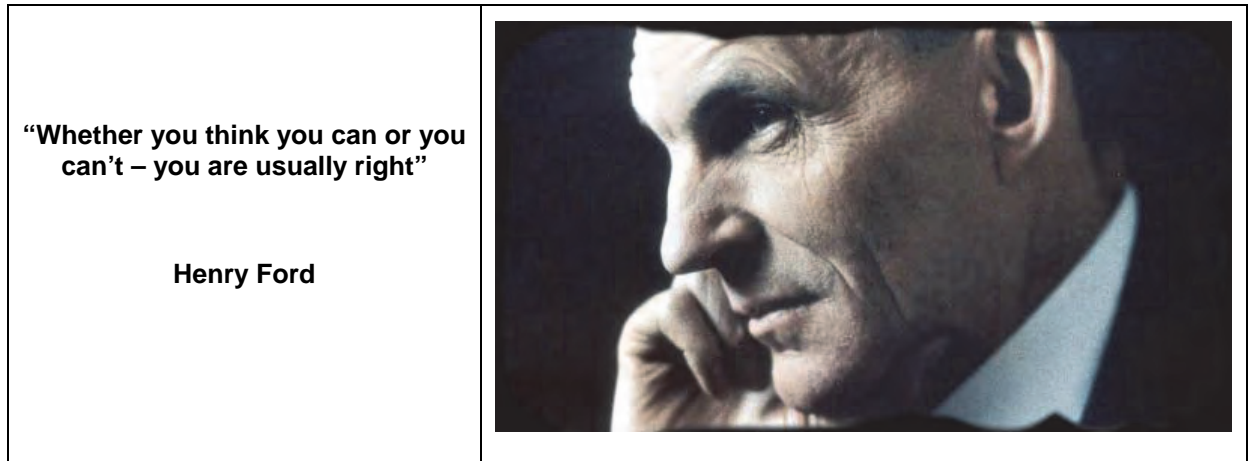 “Whether you think you can or you
can’t – you are usually right”
Henry Ford